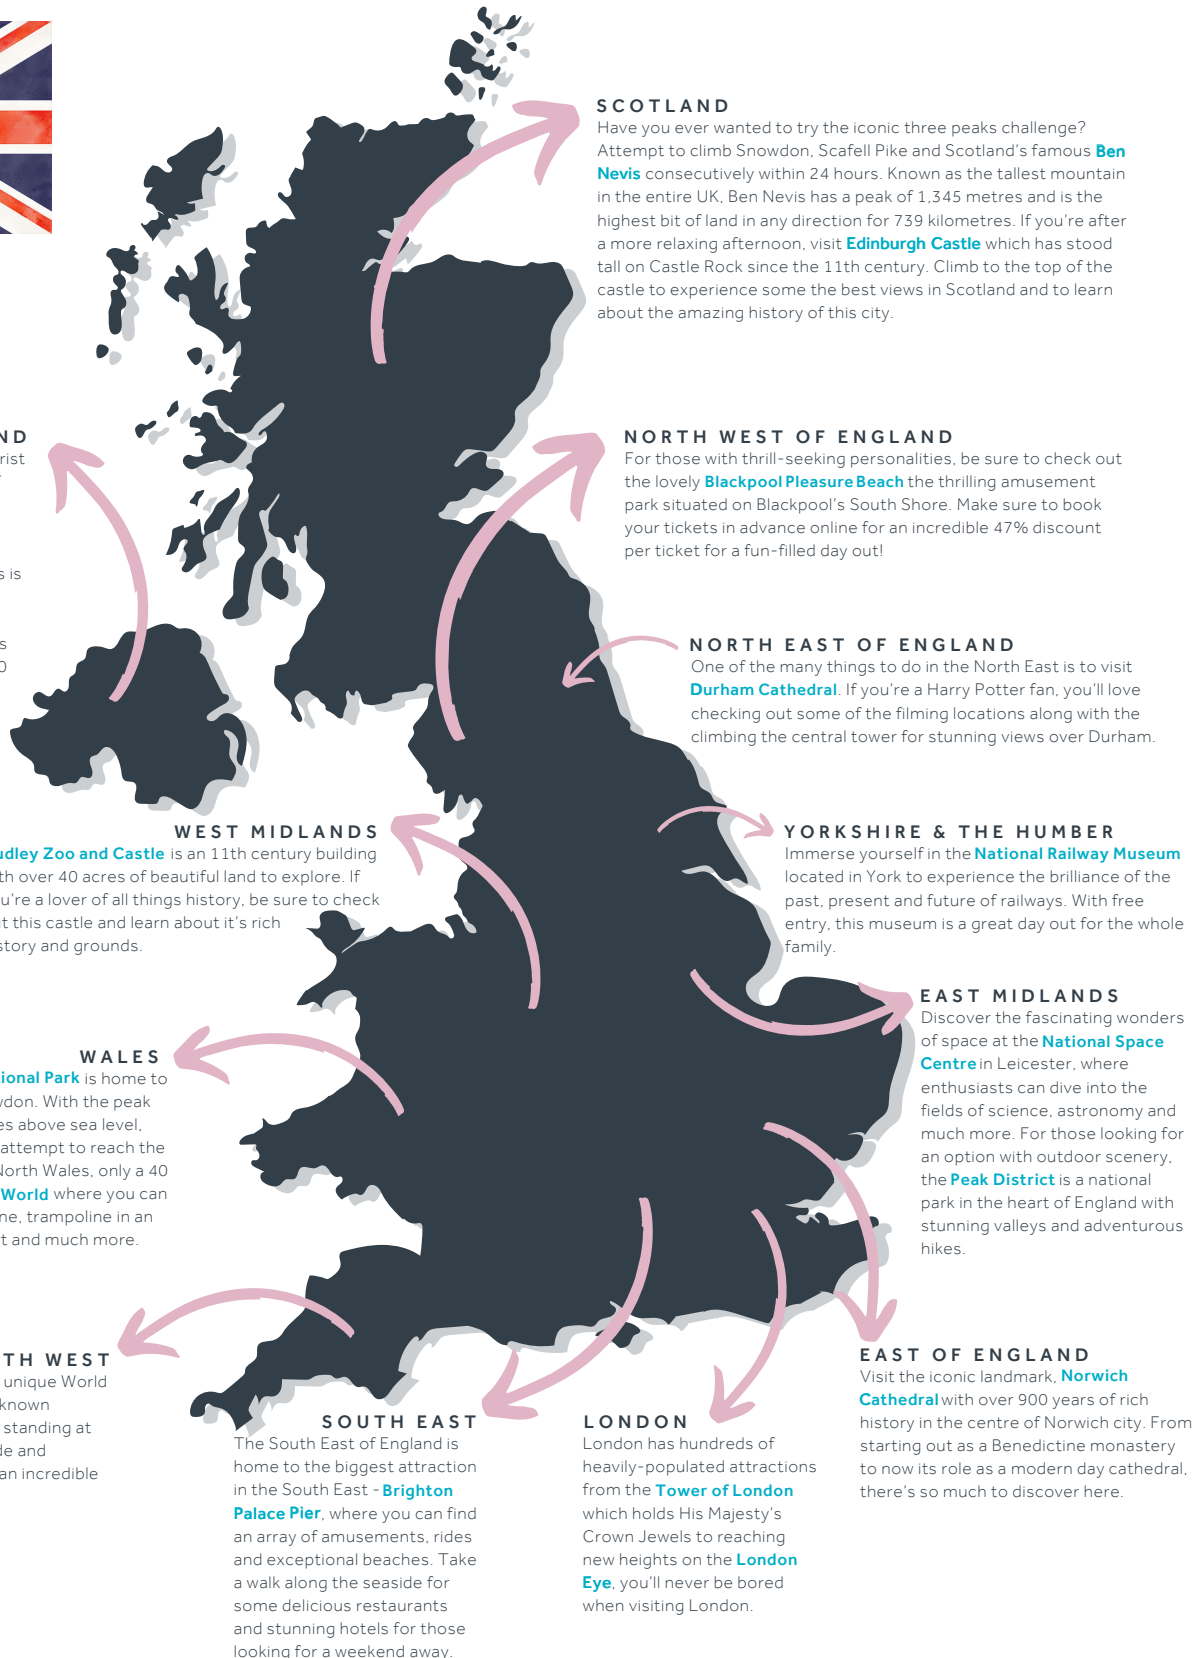 SCOTLAND
Have you ever wanted to try the iconic three peaks challenge?
Attempt to climb Snowdon, Scafell Pike and Scotland's famous Ben
Nevis consecutively within 24 hours. Known as the tallest mountain
in the entire UK, Ben Nevis has a peak of 1,345 metres and is the
highest bit of land in any direction for 739 kilometres. If you're after
a more relaxing afternoon, visit Edinburgh Castle which has stood
tall on Castle Rock since the 11th century. Climb to the top of the
castle to experience some the best views in Scotland and to learn
about the amazing history of this city.
ND
rist
s is
s
0
NORTH WEST OF ENGLAND
For those with thrill-seeking personalities, be sure to check out
the lovely Blackpool Pleasure Beach the thrilling amusement
park situated on Blackpool's South Shore. Make sure to book
your tickets in advance online for an incredible 47% discount
per ticket for a fun-filled day out!
NORTH EAST OF ENGLAND
One of the many things to do in the North East is to visit
Durham Cathedral. If you're a Harry Potter fan, you'll love
checking out some of the filming locations along with the
climbing the central tower for stunning views over Durham.
WEST MIDLANDS
udley Zoo and Castle is an 11th century building
th over 40 acres of beautiful land to explore. If
u're a lover of all things history, be sure to check
t this castle and learn about it's rich
story and grounds.
YORKSHIRE & THE HUMBER
Immerse yourself in the National Railway Museum
located in York to experience the brilliance of the
past, present and future of railways. With free
entry, this museum is a great day out for the whole
family.
EAST MIDLANDS
Discover the fascinating wonders
of space at the National Space
Centre in Leicester, where
enthusiasts can dive into the
fields of science, astronomy and
much more. For those looking for
an option with outdoor scenery,
the Peak District is a national
park in the heart of England with
stunning valleys and adventurous
hikes.
WALES
ional Park is home to
wdon. With the peak
es above sea level,
attempt to reach the
North Wales, only a 40
World where you can
ne, trampoline in an
t and much more.
TH WEST
unique World
known
standing at
de and
an incredible
SOUTH EAST
The South East of England is
home to the biggest attraction
in the South East - Brighton
Palace Pier, where you can find
an array of amusements, rides
and exceptional beaches. Take
a walk along the seaside for
some delicious restaurants
and stunning hotels for those
looking for a weekend away.
LONDON
London has hundreds of
heavily-populated attractions
from the Tower of London
which holds His Majesty's
Crown Jewels to reaching
new heights on the London
Eye, you'll never be bored
when visiting London.
EAST OF ENGLAND
Visit the iconic landmark, Norwich
Cathedral with over 900 years of rich
history in the centre of Norwich city. From
starting out as a Benedictine monastery
to now its role as a modern day cathedral,
there's so much to discover here.